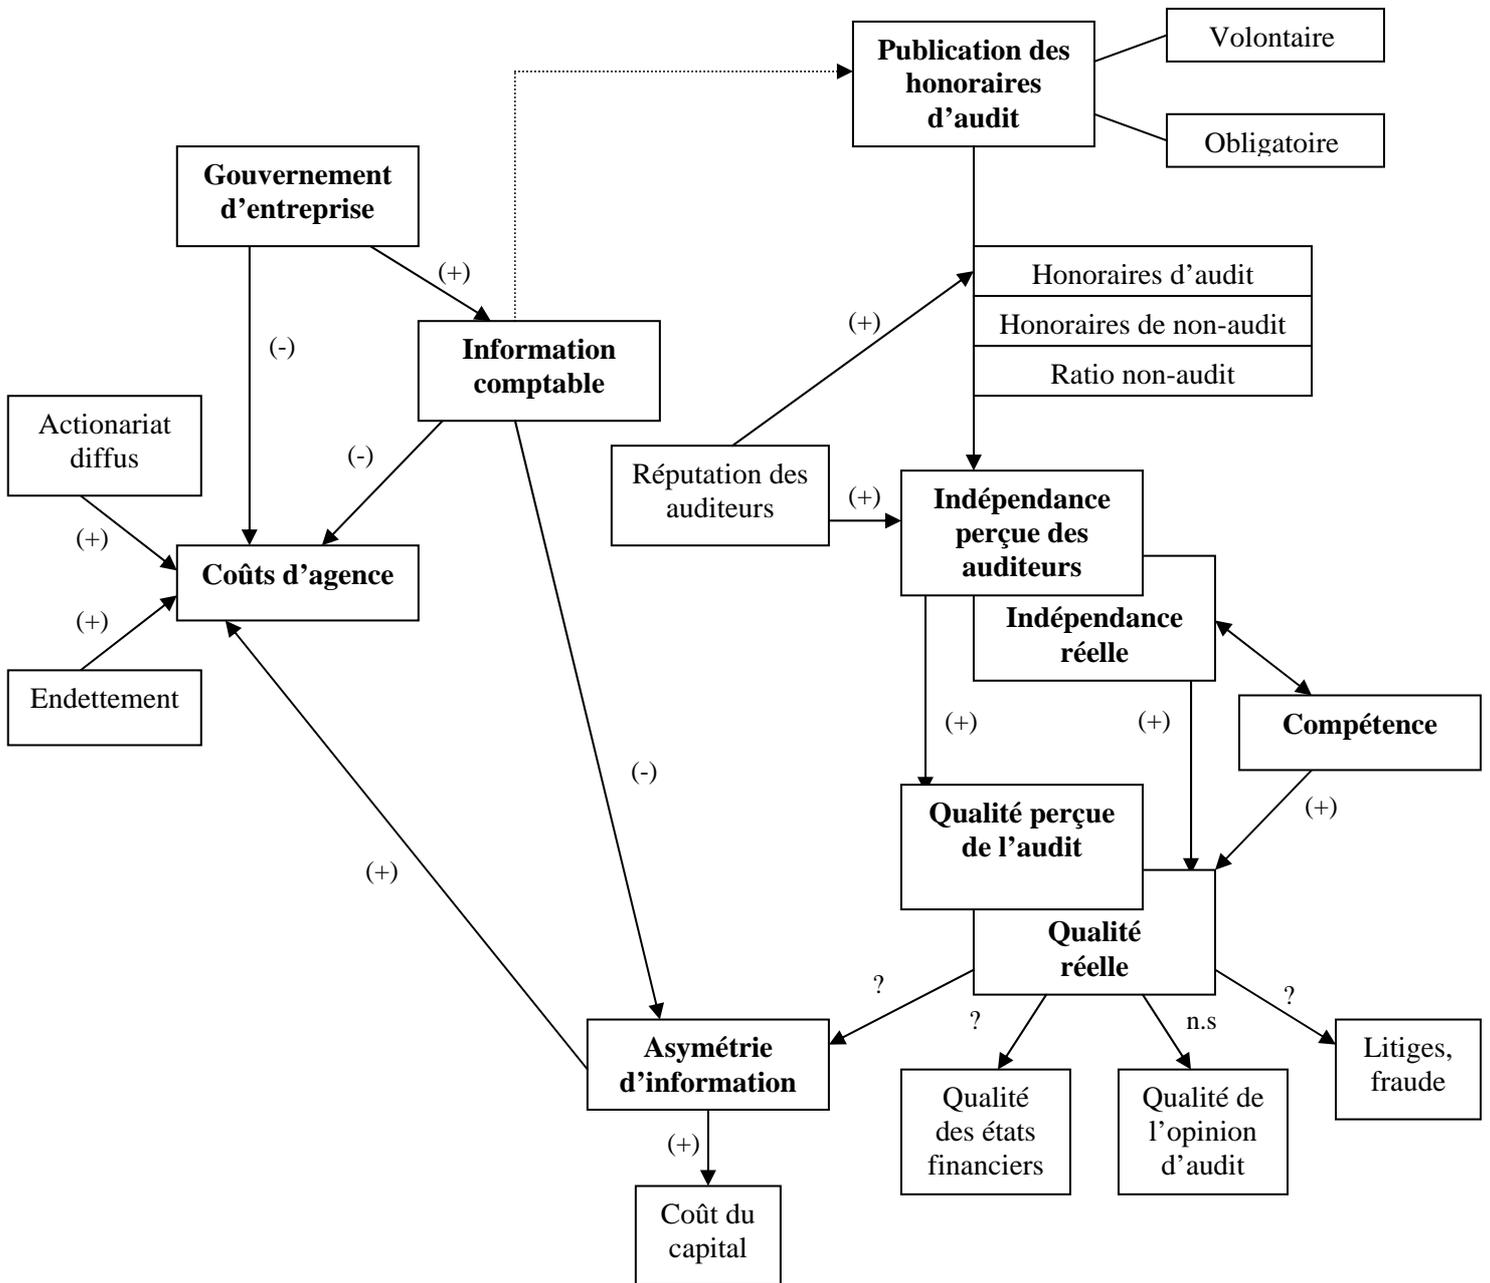 Publication des
honoraires
d’audit
Volontaire
Obligatoire
Gouvernement
d’entreprise
(+)
(-)
Information
comptable
Honoraires d’audit
Honoraires de non-audit
Ratio non-audit
(+)
Actionariat
diffus
(-)
Réputation des
auditeurs
(+)
Indépendance
perçue des
auditeurs
(+)
Coûts d’agence
(+)
Endettement
Indépendance
réelle
(+)
(+)
Compétence
(-)
(+)
Qualité perçue
de l’audit
(+)
Qualité
réelle
?
?
n.s
?
Asymétrie
d’information
Litiges,
fraude
Qualité
des états
financiers
Qualité de
l’opinion
d’audit
(+)
Coût du
capital